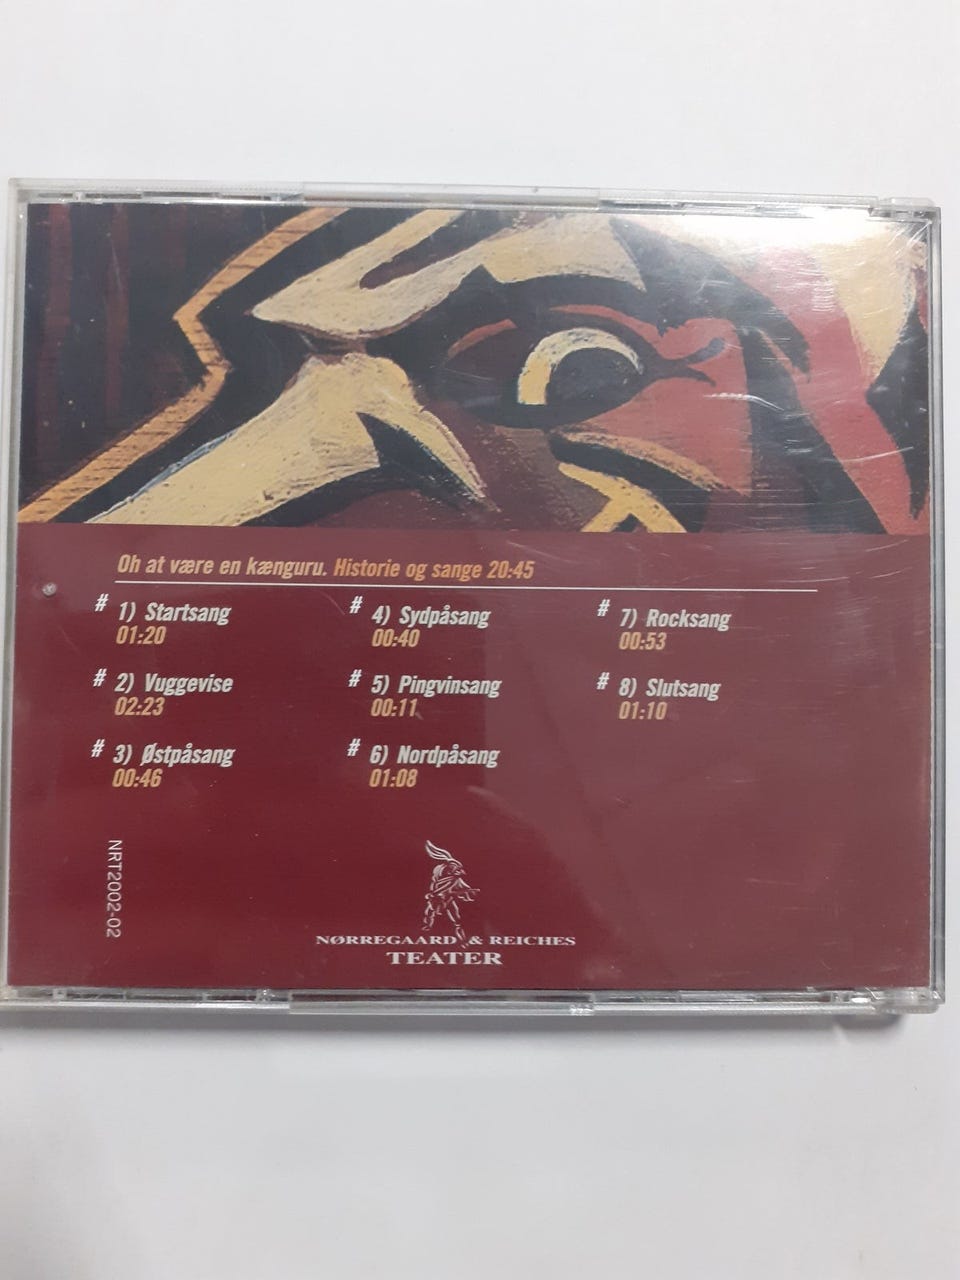 Oh at være en kænguru. Historie og sange 20:45
# 1) Startsang
01:20
# 2) Vuggevise
02:23
# 3) Østpåsang
00:46
# 4) Sydpåsang
00:40
# 5) Pingvinsang
00:11
# 6) Nordpåsang
01:08
# 7) Rocksang
00:53
# 8) Slutsang
01:10
NRT2002-02
NØRREGAARD & REICHES
TEATER